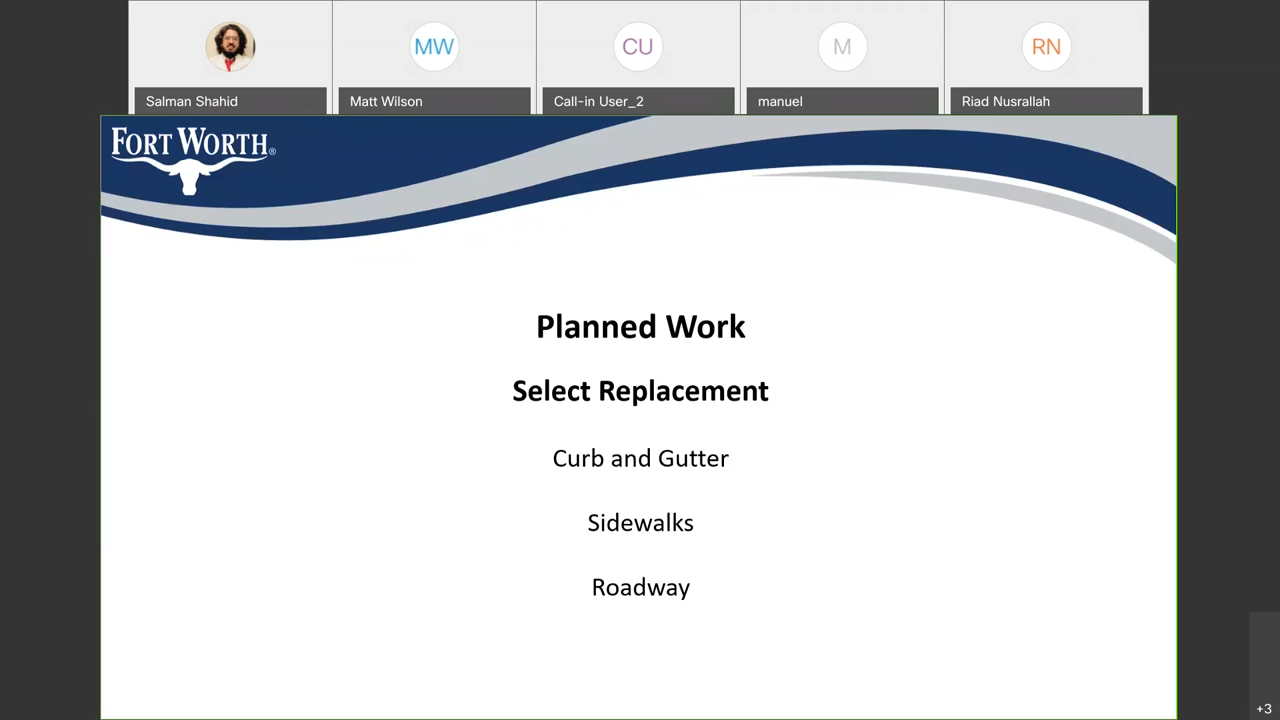 MW
CU
M
RN
Salman Shahid
Matt Wilson
Call-in User_2
manuel
Riad Nusrallah
FORT WORTH®
Planned Work
Select Replacement
Curb and Gutter
Sidewalks
Roadway
+3